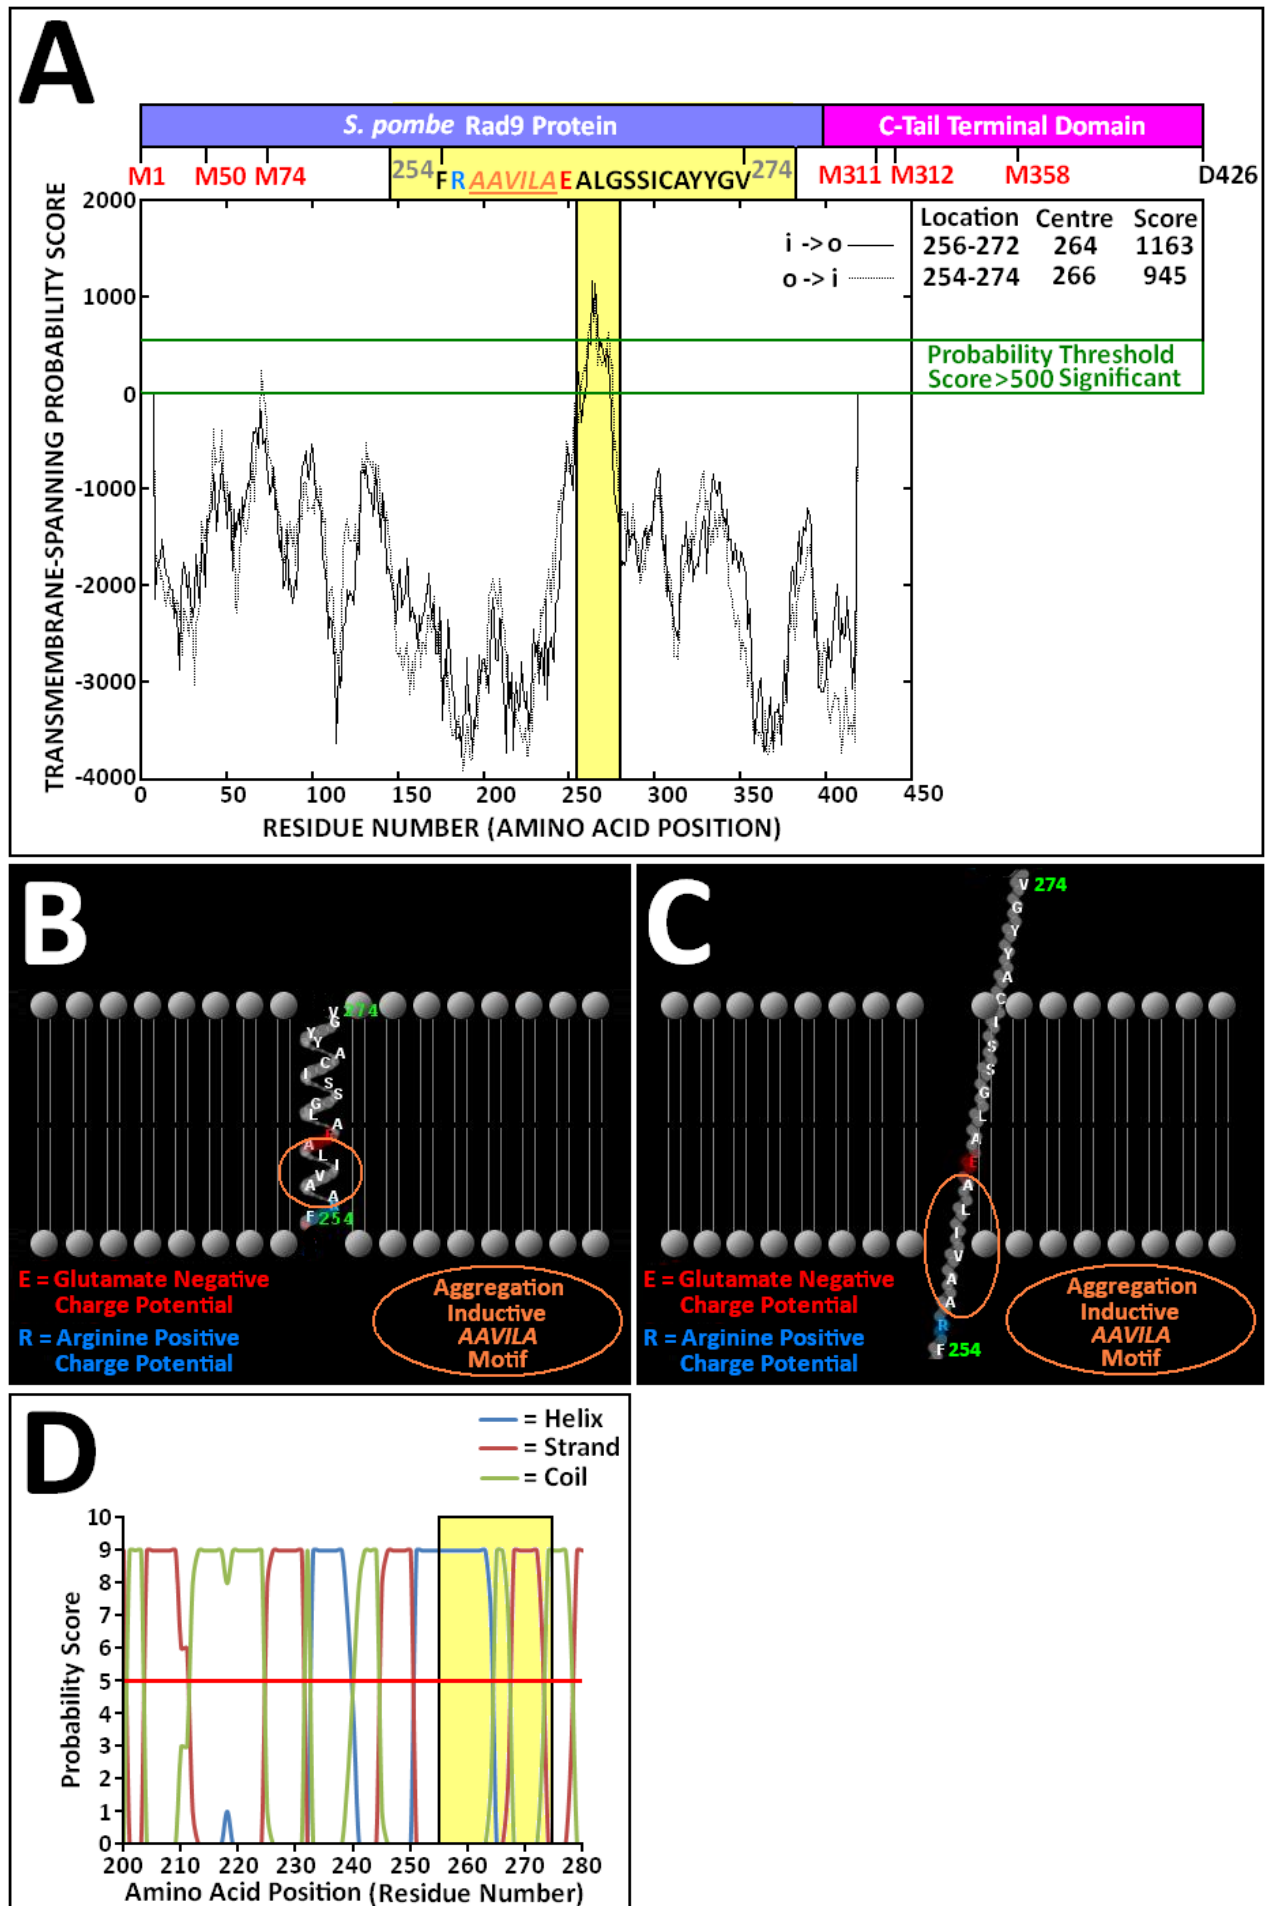 A
S. pombe Rad9 Protein
C-Tail Terminal Domain
M1 M50 M74 254 FRAAVILAEALGSSICAYYGV 274 M311 M312 M358 D426
TRANSMEMBRANE-SPANNING PROBABILITY SCORE
2000
1000
0
-1000
-2000
-3000
-4000
i -> o
o -> i
Location Centre Score
256-272 264 1163
254-274 266 945
Probability Threshold
Score>500 Significant
0 50 100 150 200 250 300 350 400 450
RESIDUE NUMBER (AMINO ACID POSITION)
B
V 274
G
Y
Y
A
C
I
S
S
G
L
A
E
A
L
I
V
A
A
R
F 254
E = Glutamate Negative
Charge Potential
R = Arginine Positive
Charge Potential
Aggregation
Inductive
AAVILA
Motif
C
V 274
G
Y
Y
A
C
I
S
S
G
L
A
E
A
L
I
V
A
A
R
F 254
E = Glutamate Negative
Charge Potential
R = Arginine Positive
Charge Potential
Aggregation
Inductive
AAVILA
Motif
D
= Helix
= Strand
= Coil
Probability Score
10
9
8
7
6
5
4
3
2
1
0
200 210 220 230 240 250 260 270 280
Amino Acid Position (Residue Number)